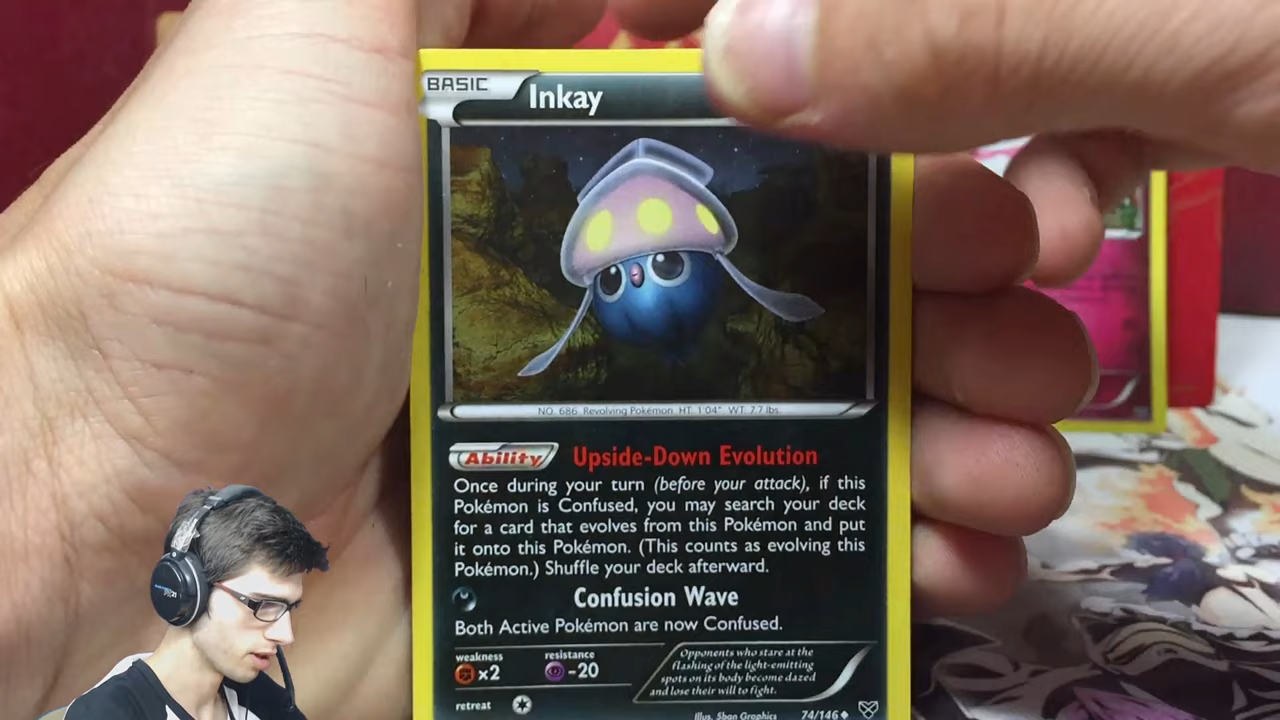 BASIC
Inkay
NO. 686 Revolving Pokémon HT: 1'04" WT: 7.7 lbs.
Ability Upside-Down Evolution
Once during your turn (before your attack), if this
Pokémon is Confused, you may search your deck
for a card that evolves from this Pokémon and put
it onto this Pokémon. (This counts as evolving this
Pokémon.) Shuffle your deck afterward.
Confusion Wave
Both Active Pokémon are now Confused.
weakness
×2
resistance
-20
retreat
Opponents who stare at the
flashing of the light-emitting
spots on its body become dazed
and lose their will to fight.
Illus. 5ban Graphics 74/146